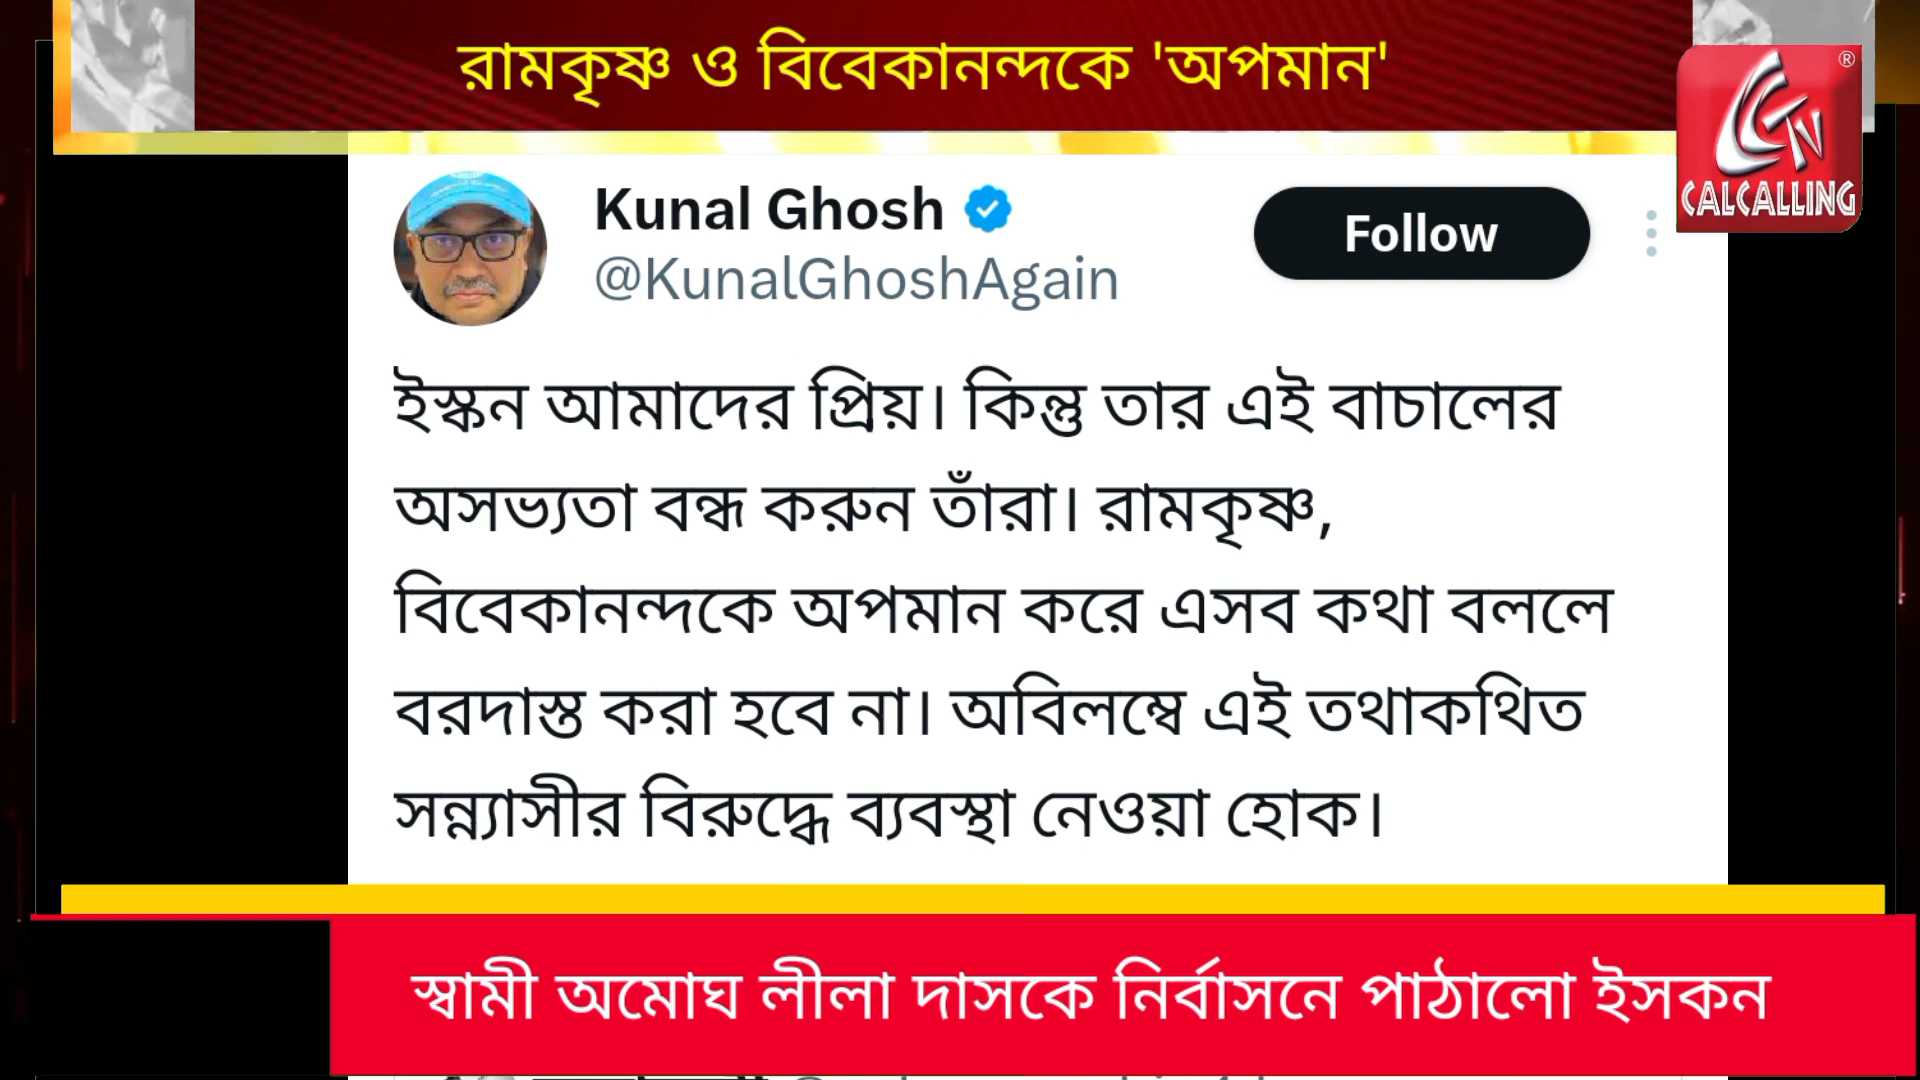 রামকৃষ্ণ ও বিবেকানন্দকে 'অপমান'
CALCALLING
Kunal Ghosh
@KunalGhoshAgain
Follow
ইস্কন আমাদের প্রিয়। কিন্তু তার এই বাচালের
অসভ্যতা বন্ধ করুন তাঁরা। রামকৃষ্ণ,
বিবেকানন্দকে অপমান করে এসব কথা বললে
বরদাস্ত করা হবে না। অবিলম্বে এই তথাকথিত
সন্ন্যাসীর বিরুদ্ধে ব্যবস্থা নেওয়া হোক।
স্বামী অমোঘ লীলা দাসকে নির্বাসনে পাঠালো ইসকন